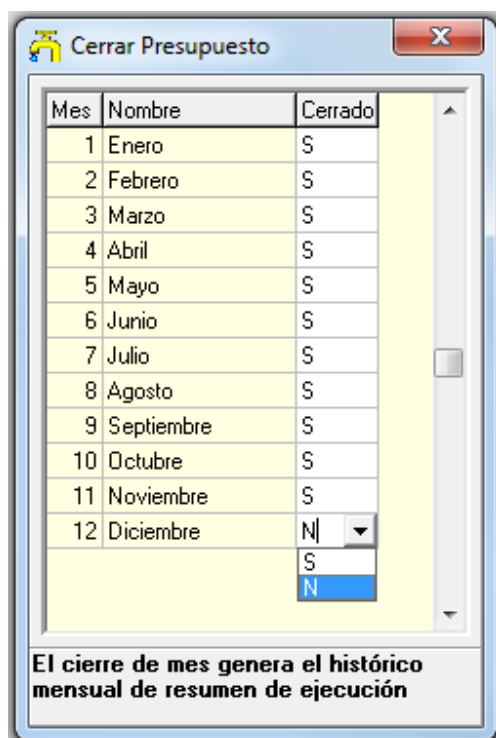 Cerrar Presupuesto
Mes Nombre Cerrado
1 Enero S
2 Febrero S
3 Marzo S
4 Abril S
5 Mayo S
6 Junio S
7 Julio S
8 Agosto S
9 Septiembre S
10 Octubre S
11 Noviembre S
12 Diciembre N
S
N
El cierre de mes genera el histórico
mensual de resumen de ejecución